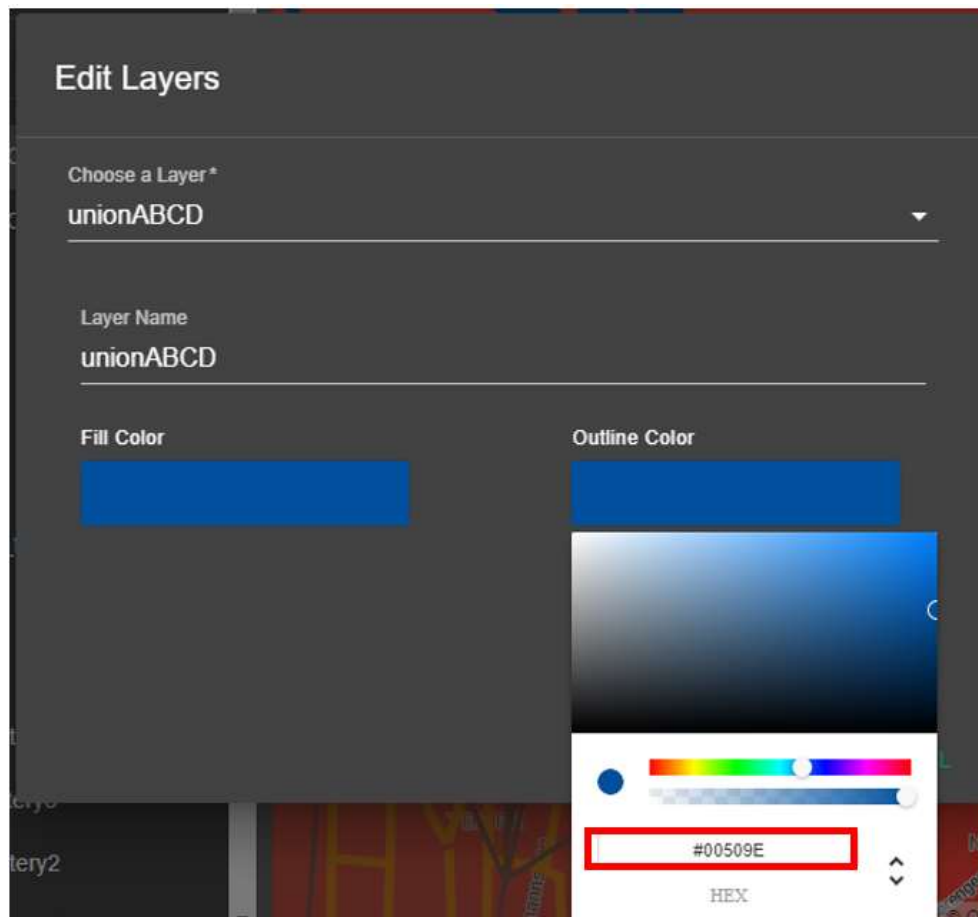 Edit Layers
Choose a Layer*
unionABCD
Layer Name
unionABCD
Fill Color
Outline Color
#00509E
HEX
tery2